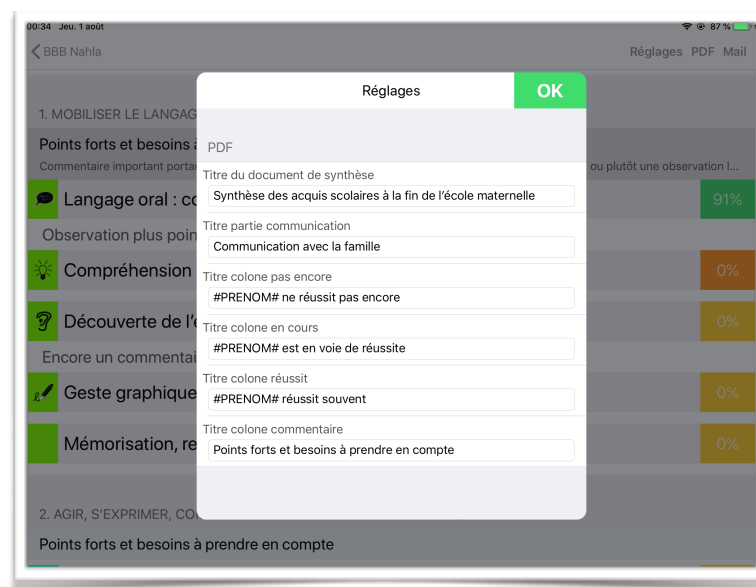 00:34 Jeu. 1 août
87 %
BBB Nahla
Réglages PDF Mail
Réglages
OK
1. MOBILISER LE LANGAG
PDF
Points forts et besoins à
Commentaire important porta
ou plutôt une observation l...
Titre du document de synthèse
Synthèse des acquis scolaires à la fin de l'école maternelle
Langage oral : co
91%
Titre partie communication
Observation plus poin
Communication avec la famille
Compréhension
0%
Titre colone pas encore
#PRENOM# ne réussit pas encore
Découverte de l'é
0%
Titre colone en cours
#PRENOM# est en voie de réussite
Encore un commentai
Titre colone réussit
Geste graphique
0%
#PRENOM# réussit souvent
Titre colone commentaire
Mémorisation, re
0%
Points forts et besoins à prendre en compte
2. AGIR, S'EXPRIMER, CO
Points forts et besoins à prendre en compte